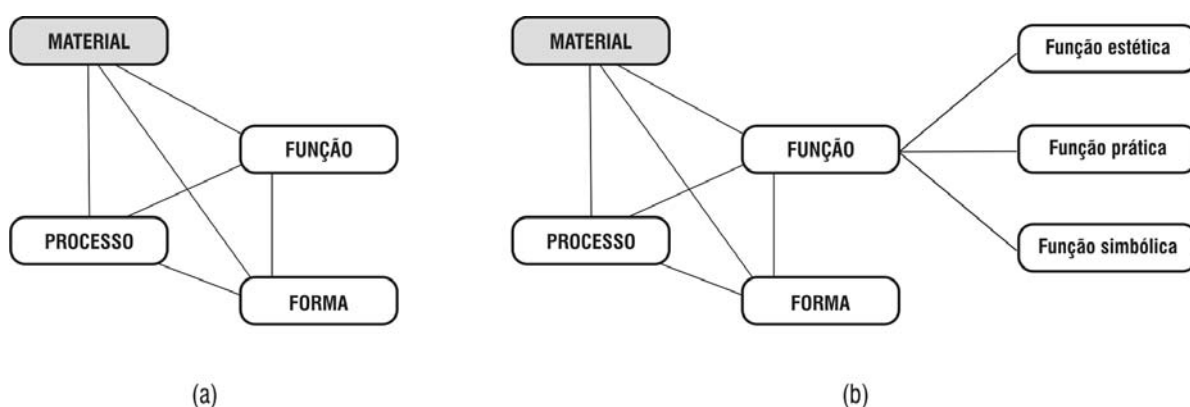 MATERIAL
FUNÇÃO
PROCESSO
FORMA
(a)
MATERIAL
FUNÇÃO
PROCESSO
FORMA
Função estética
Função prática
Função simbólica
(b)